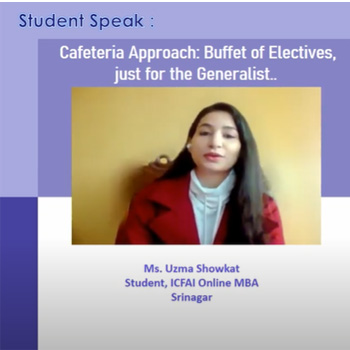 Student Speak :
Cafeteria Approach: Buffet of Electives,
just for the Generalist..
Ms. Uzma Showkat
Student, ICFAI Online MBA
Srinagar